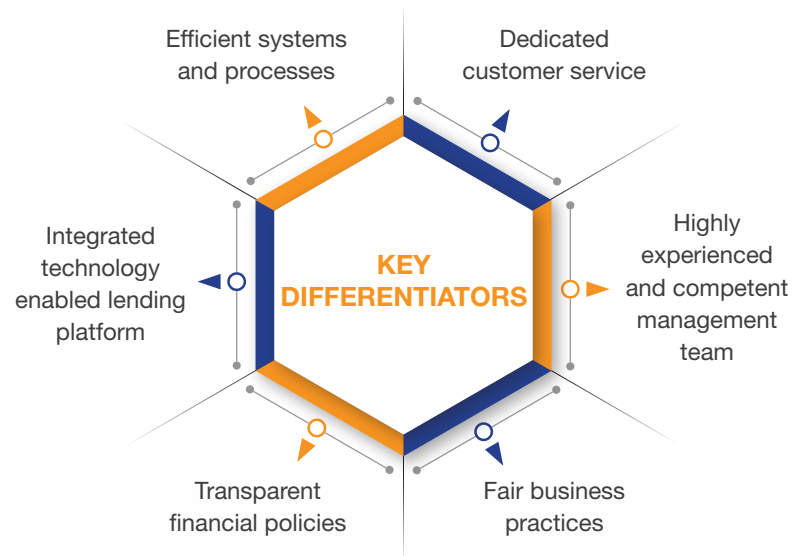 Efficient systems
and processes
Dedicated
customer service
Integrated
technology
enabled lending
platform
KEY
DIFFERENTIATORS
Highly
experienced
and competent
management
team
Transparent
financial policies
Fair business
practices